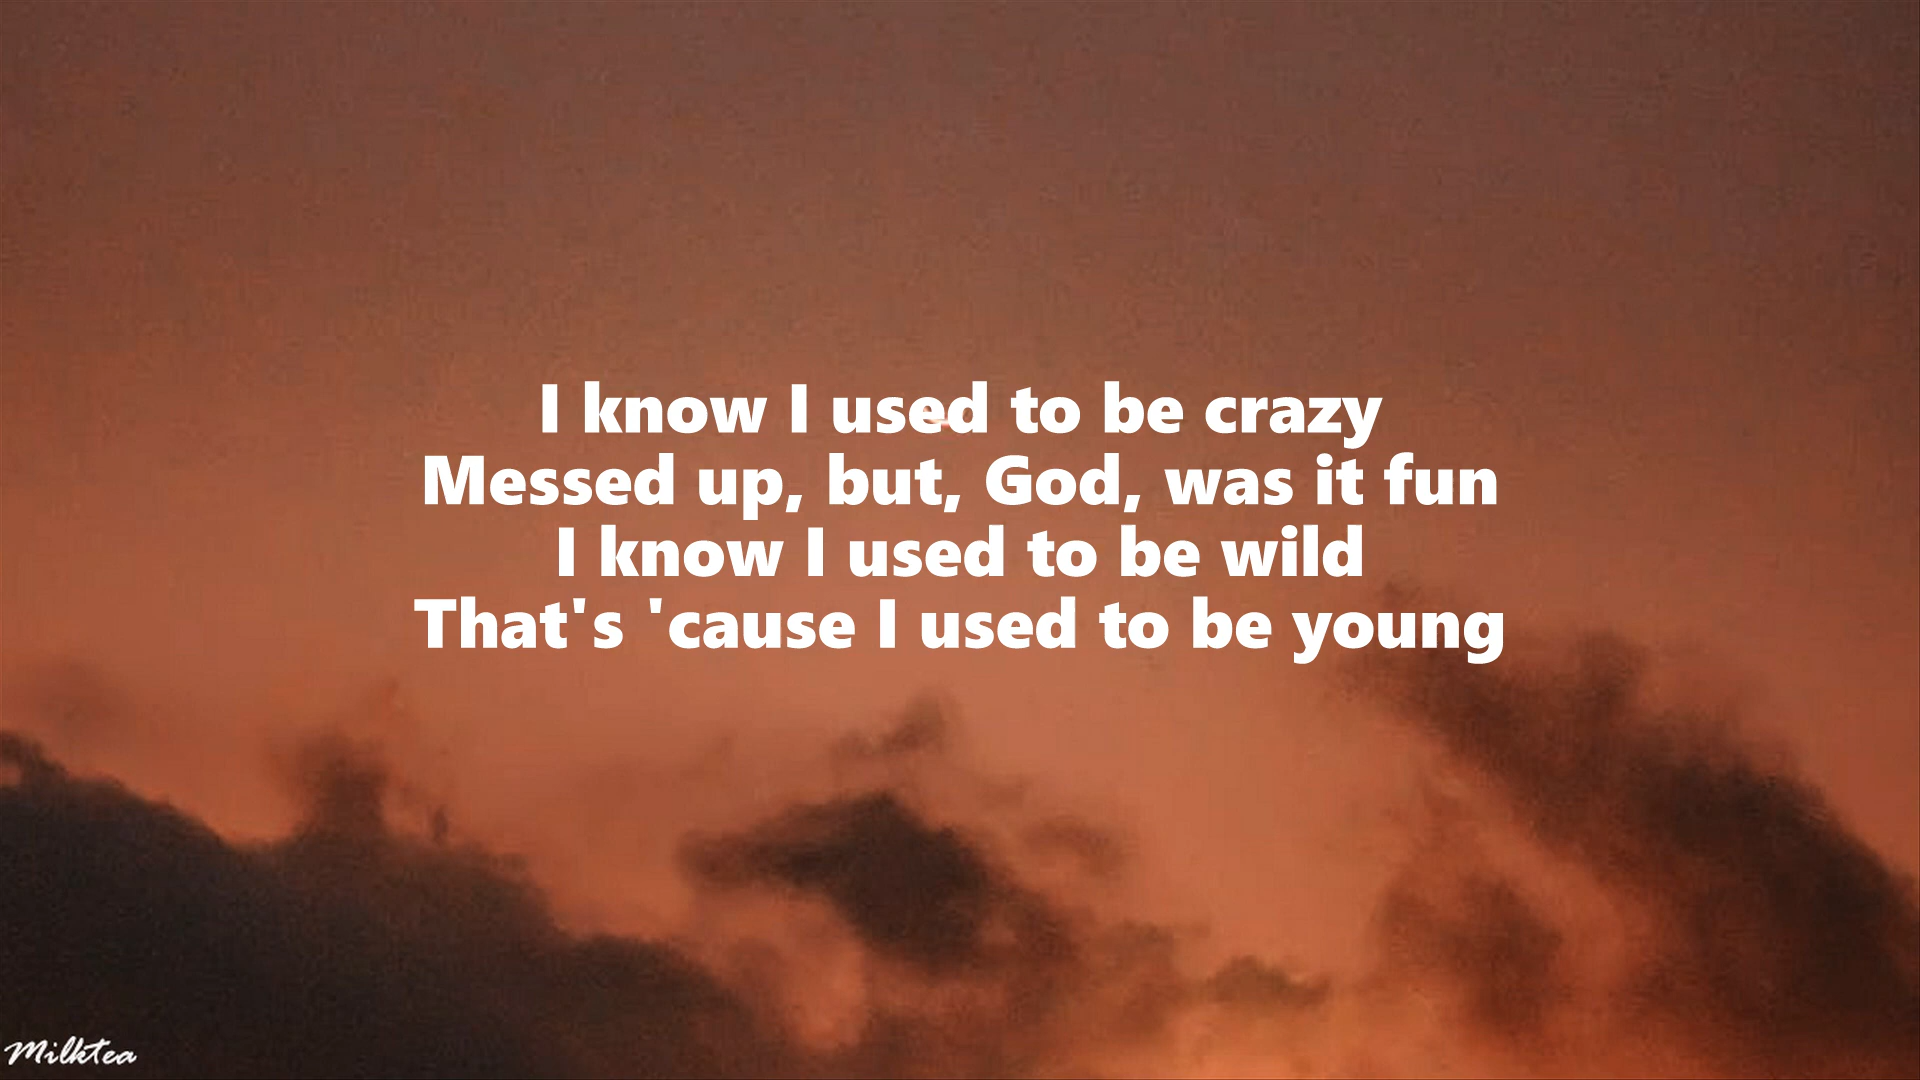 I know I used to be crazy
Messed up, but, God, was it fun
I know I used to be wild
That's 'cause I used to be young
Milktea